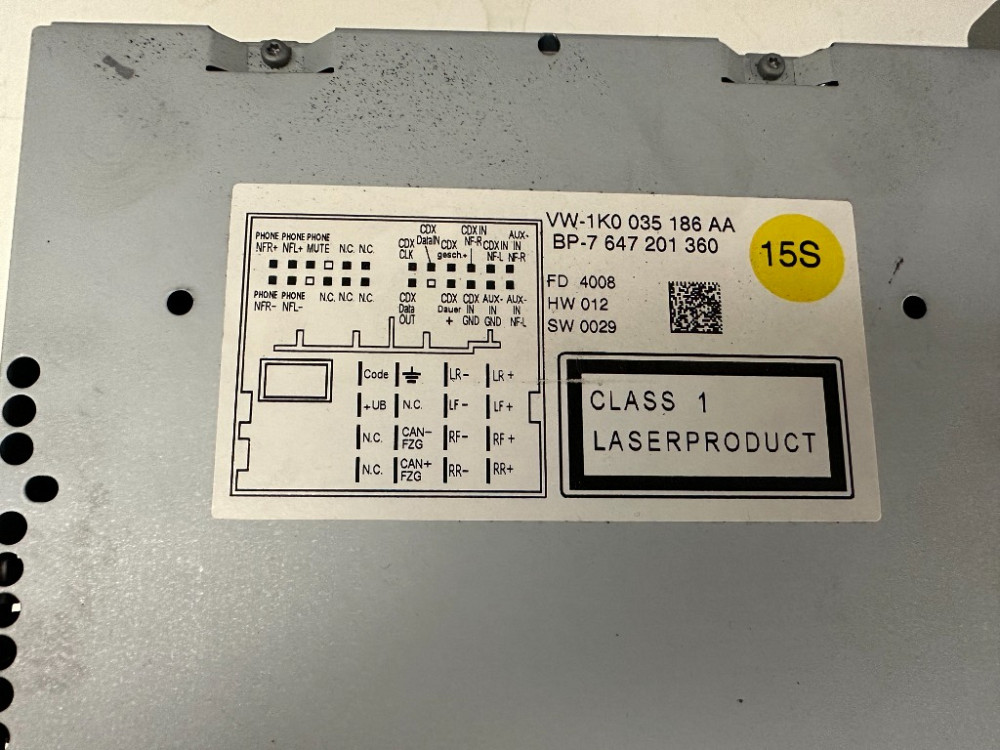 VW-1K0 035 186 AA
BP-7 647 201 360
15S
FD 4008
HW 012
SW 0029
PHONE PHONE PHONE
NFR+ NFL+ MUTE N.C. N.C.
PHONE PHONE
NFR- NFL- N.C. N.C. N.C.
CDX
CLK
CDX
DataIN
CDX
gesch.+
CDX IN
NF-R
CDX IN
NF-L
AUX-
IN
NF-R
CDX
Data
OUT
CDX
Dauer
+
CDX
IN
GND
AUX-
IN
GND
AUX-
IN
NF-L
Code LR- LR+
+UB N.C. LF- LF+
N.C. CAN-
FZG RF- RF+
N.C. CAN+
FZG RR- RR+
CLASS 1
LASERPRODUCT